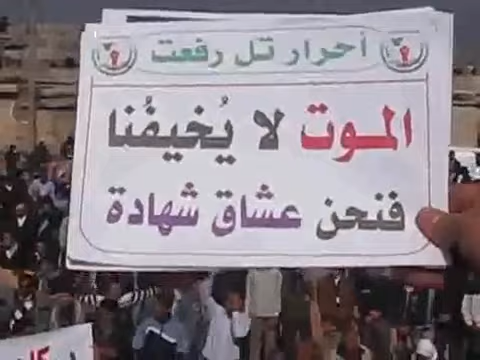 أحرار تل رفعت
الموت لا يُخيفُنا
فنحن عشاق شهادة